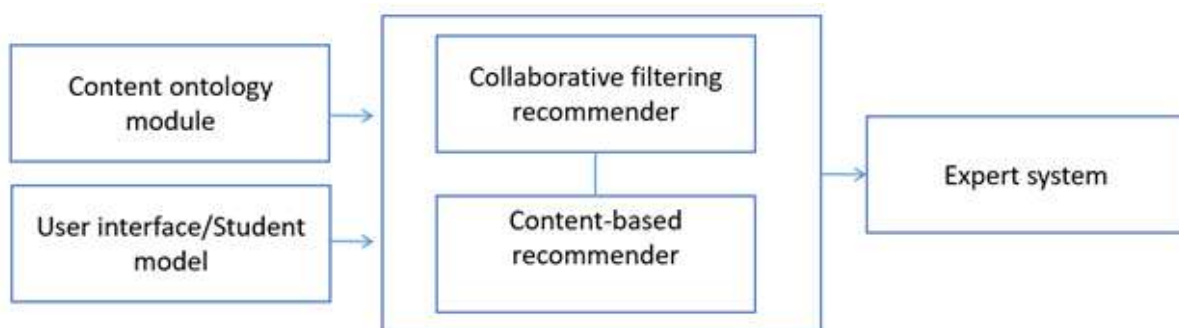 Content ontology
module
User interface/Student
model
Collaborative filtering
recommender
Content-based
recommender
Expert system